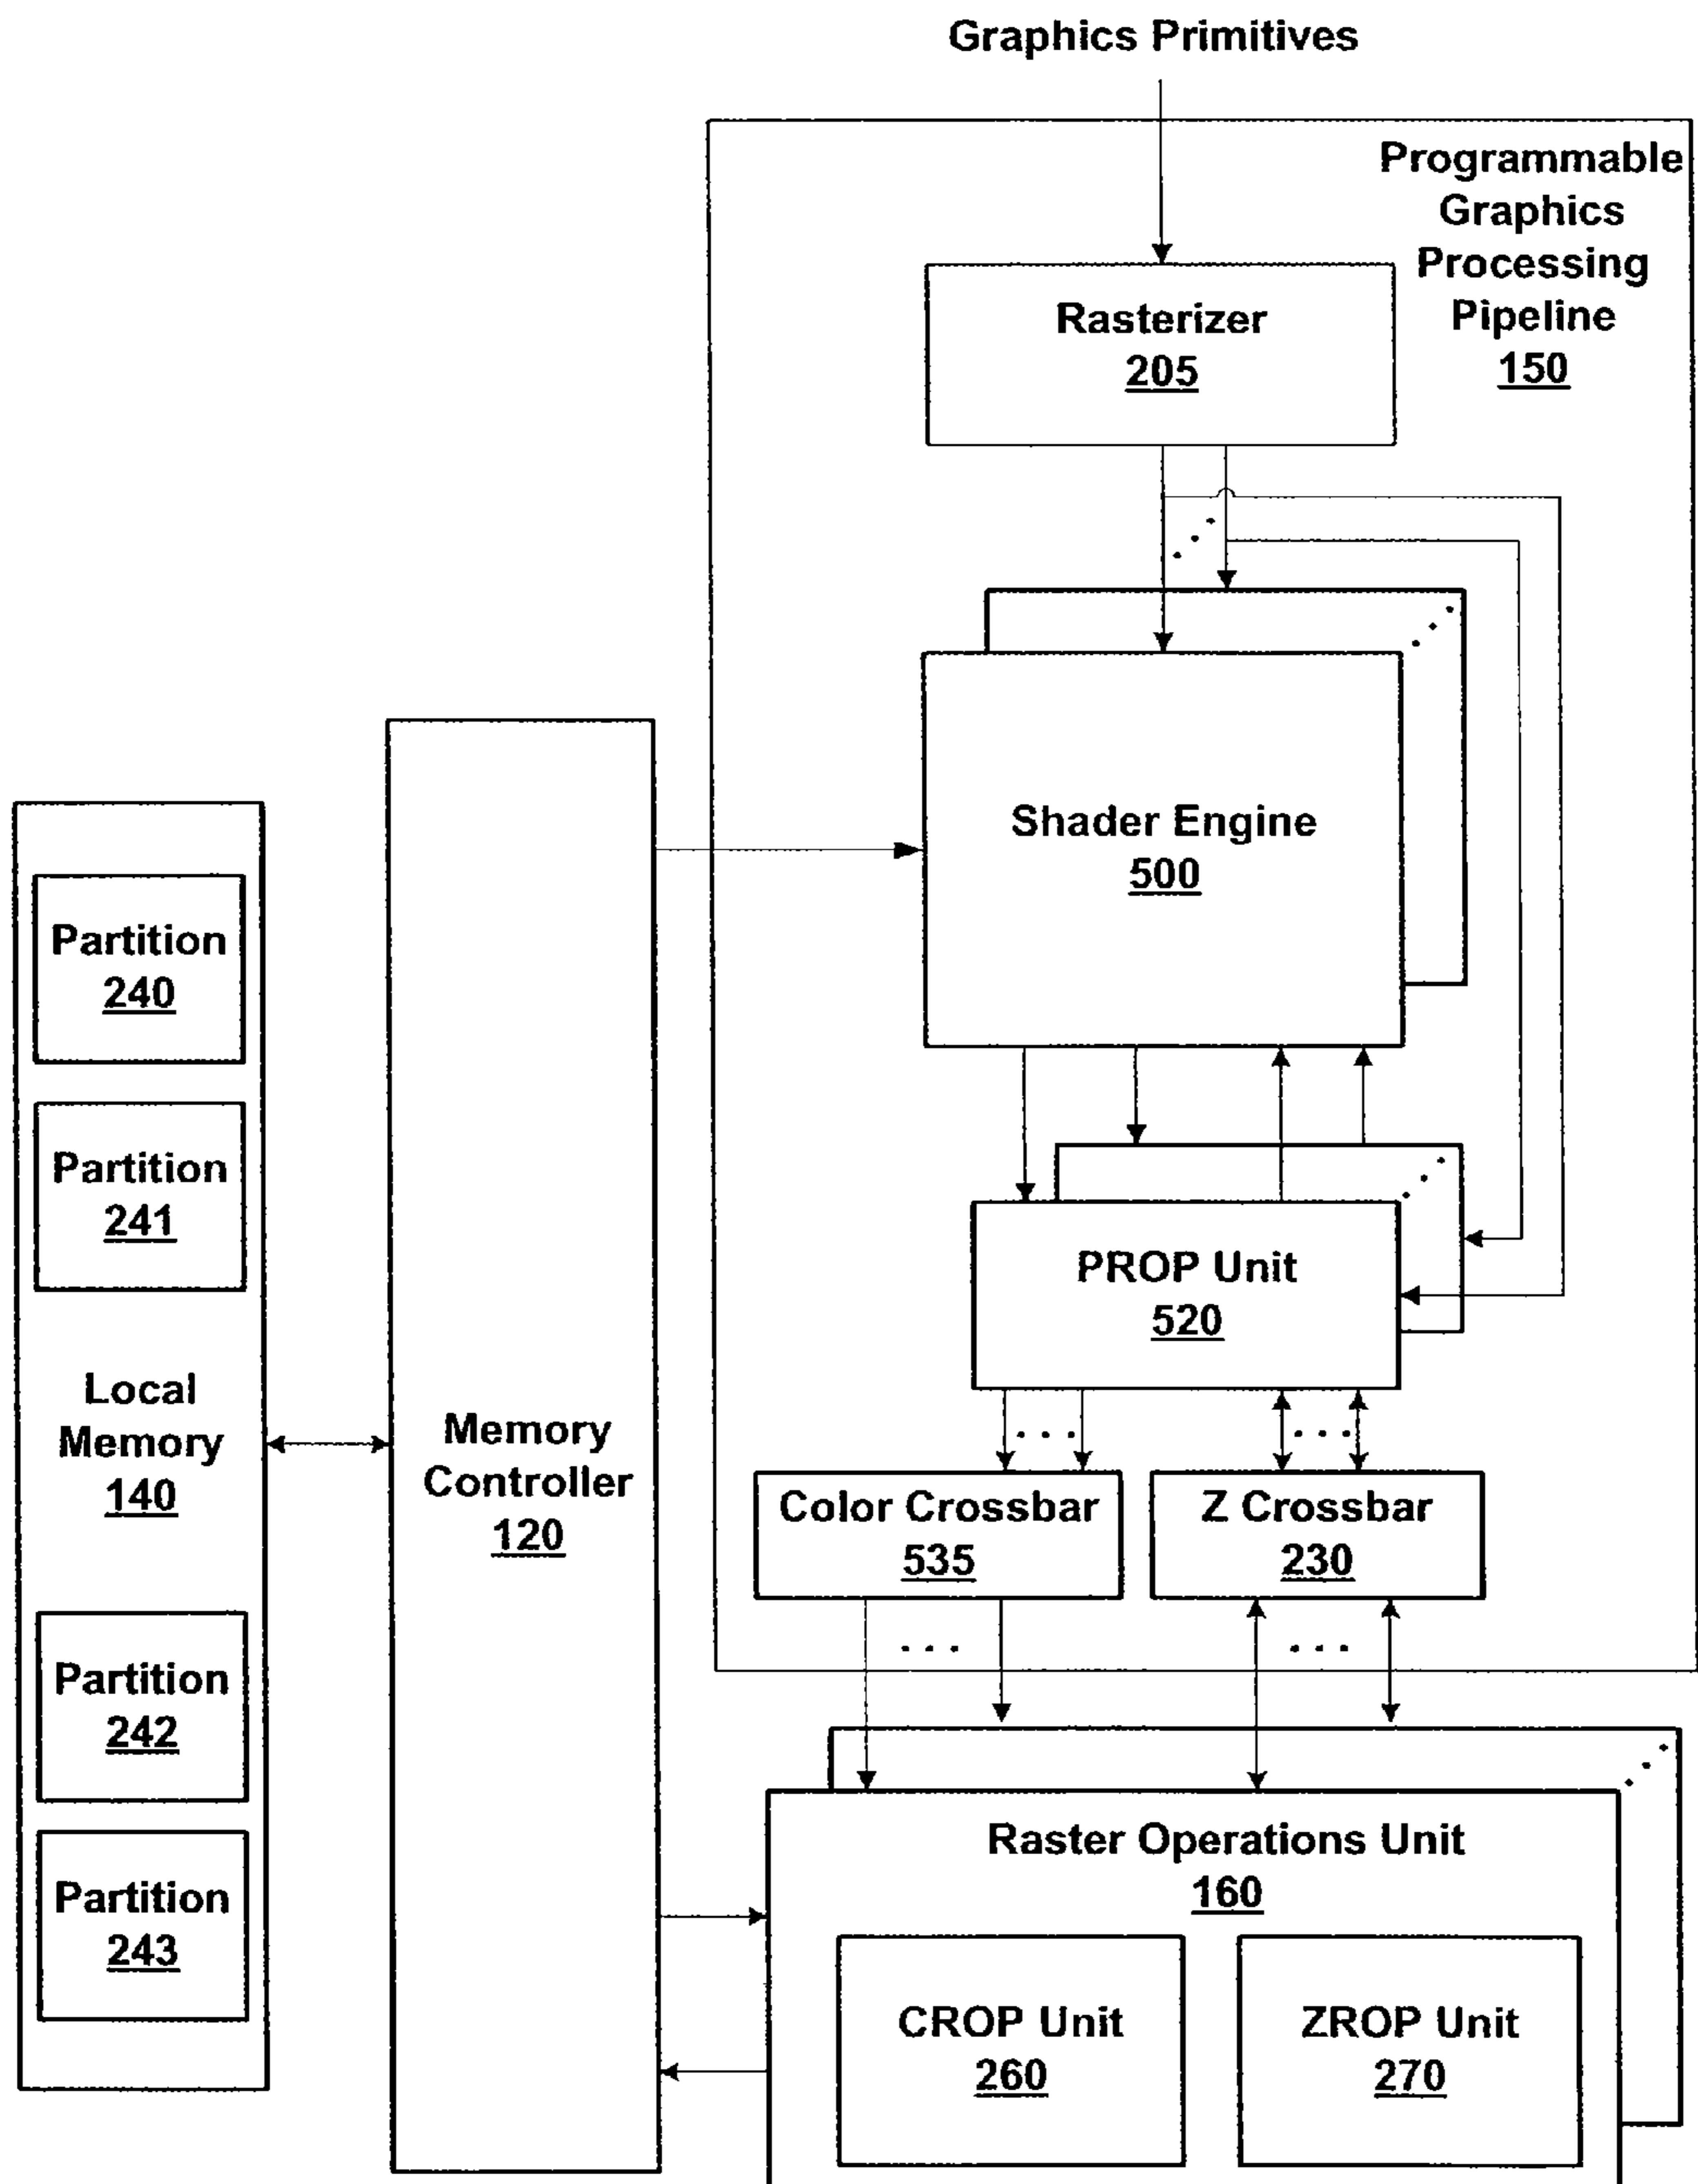 Graphics Primitives
Programmable
Graphics
Processing
Pipeline
150
Rasterizer
205
Shader Engine
500
Partition
240
Partition
241
Local
Memory
140
Partition
242
Partition
243
Memory
Controller
120
PROP Unit
520
Color Crossbar
535
Z Crossbar
230
Raster Operations Unit
160
CROP Unit
260
ZROP Unit
270